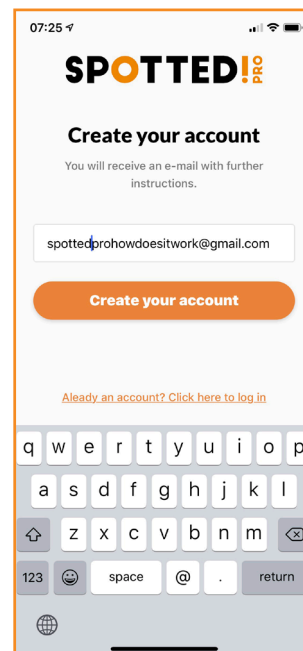 07:25
SPOTTED! PRO
Create your account
You will receive an e-mail with further
instructions.
spottedprohowdoesitwork@gmail.com
Create your account
Aleady an account? Click here to log in
q w e r t y u i o p
a s d f g h j k l
z x c v b n m
123 space @ . return